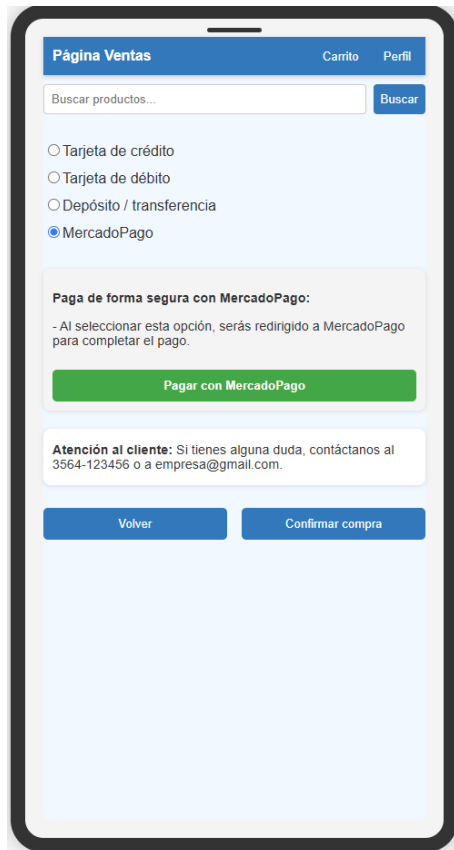 Página Ventas Carrito Perfil
Buscar productos... Buscar
Tarjeta de crédito
Tarjeta de débito
Depósito / transferencia
MercadoPago
Paga de forma segura con MercadoPago:
- Al seleccionar esta opción, serás redirigido a MercadoPago
para completar el pago.
Pagar con MercadoPago
Atención al cliente: Si tienes alguna duda, contáctanos al
3564-123456 o a empresa@gmail.com.
Volver Confirmar compra